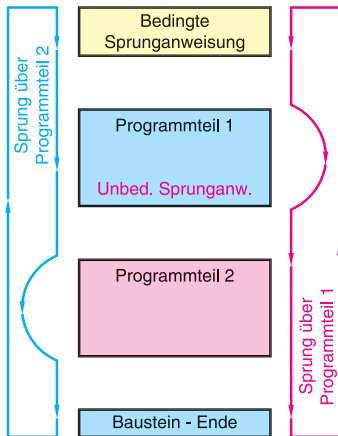 Bedingte
Sprunganweisung
Sprung über
Programmteil 2
Programmteil 1
Unbed. Sprunganw.
Programmteil 2
Sprung über
Programmteil 1
Baustein - Ende